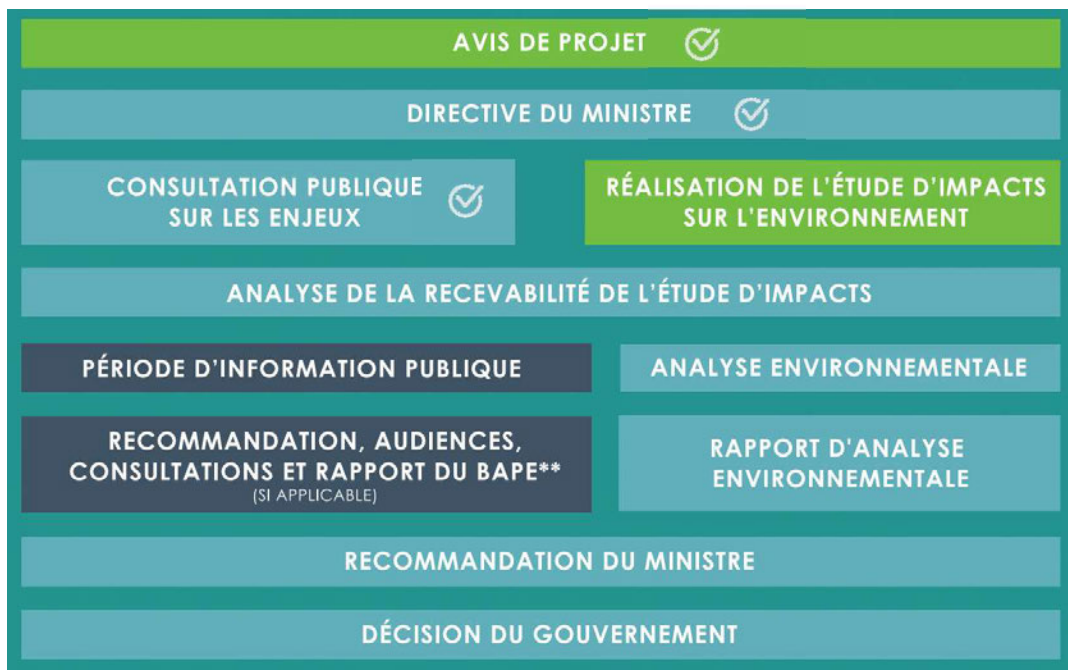 AVIS DE PROJET
DIRECTIVE DU MINISTRE
CONSULTATION PUBLIQUE
SUR LES ENJEUX
RÉALISATION DE L'ÉTUDE D'IMPACTS
SUR L'ENVIRONNEMENT
ANALYSE DE LA RECEVABILITÉ DE L'ÉTUDE D'IMPACTS
PÉRIODE D'INFORMATION PUBLIQUE
ANALYSE ENVIRONNEMENTALE
RECOMMANDATION, AUDIENCES,
CONSULTATIONS ET RAPPORT DU BAPE**
(SI APPLICABLE)
RAPPORT D'ANALYSE
ENVIRONNEMENTALE
RECOMMANDATION DU MINISTRE
DÉCISION DU GOUVERNEMENT